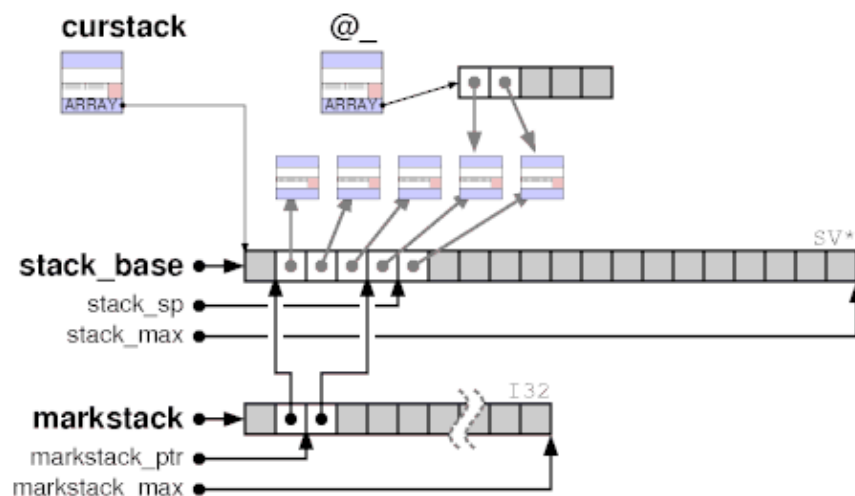 curstack @_
ARRAY ARRAY
SV*
stack_base
stack_sp
stack_max
I32
markstack
markstack_ptr
markstack_max